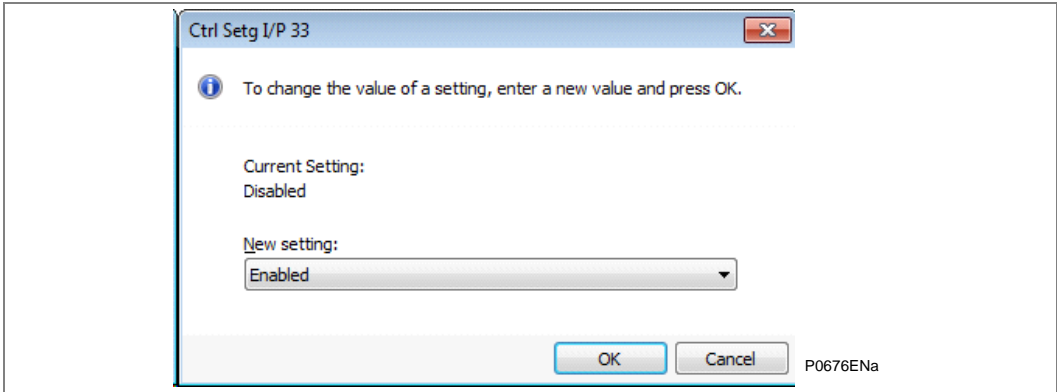 Ctrl Setg I/P 33
To change the value of a setting, enter a new value and press OK.
Current Setting:
Disabled
New setting:
Enabled
OK Cancel
P0676ENa